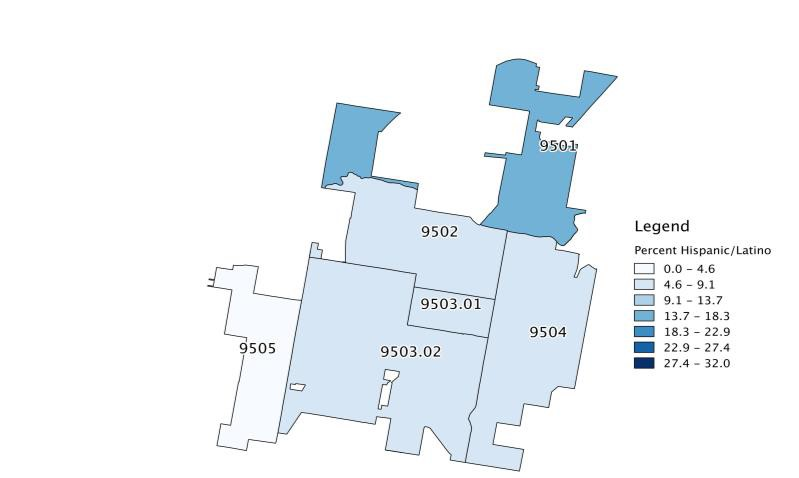 9501
9502
9503.01
9504
9505
9503.02
Legend
Percent Hispanic/Latino
0.0 – 4.6
4.6 – 9.1
9.1 – 13.7
13.7 – 18.3
18.3 – 22.9
22.9 – 27.4
27.4 – 32.0